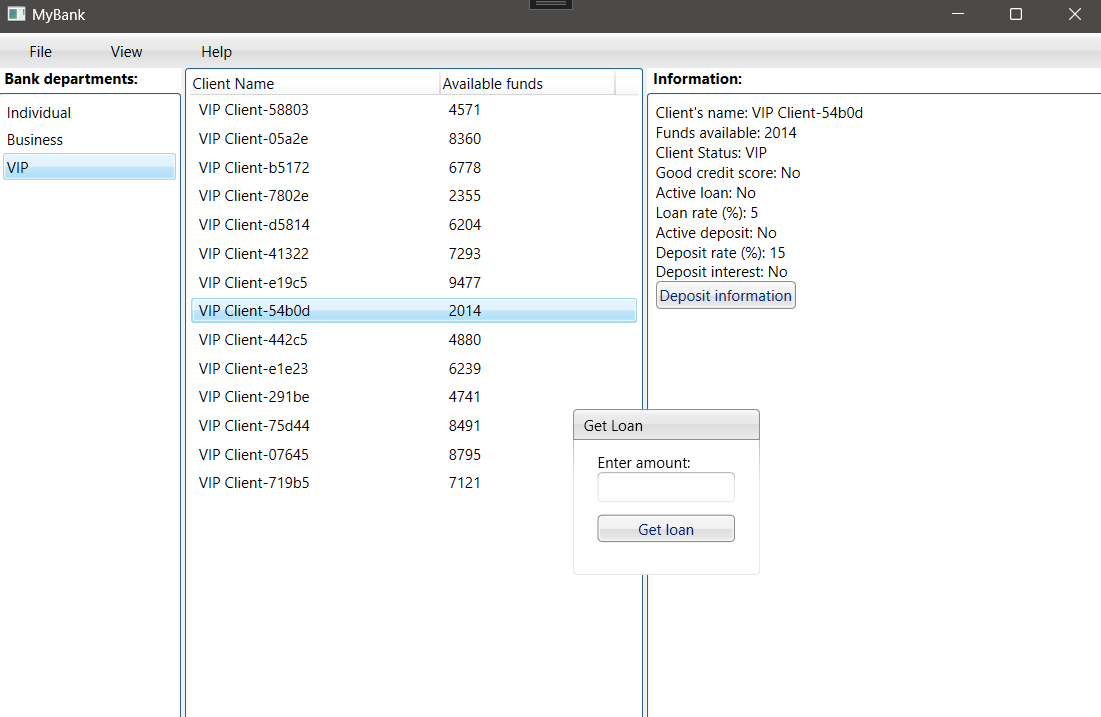 MyBank
File View Help
Bank departments:
Individual
Business
VIP
Client Name Available funds
VIP Client-58803 4571
VIP Client-05a2e 8360
VIP Client-b5172 6778
VIP Client-7802e 2355
VIP Client-d5814 6204
VIP Client-41322 7293
VIP Client-e19c5 9477
VIP Client-54b0d 2014
VIP Client-442c5 4880
VIP Client-e1e23 6239
VIP Client-291be 4741
VIP Client-75d44 8491
VIP Client-07645 8795
VIP Client-719b5 7121
Information:
Client's name: VIP Client-54b0d
Funds available: 2014
Client Status: VIP
Good credit score: No
Active loan: No
Loan rate (%): 5
Active deposit: No
Deposit rate (%): 15
Deposit interest: No
Deposit information
Get Loan
Enter amount:
Get loan